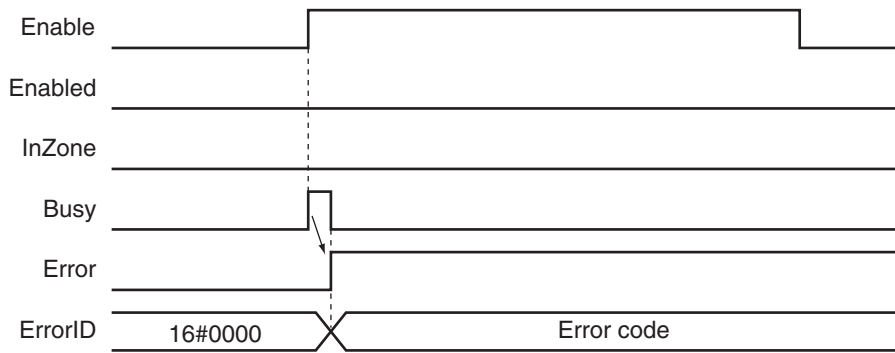 Enable
Enabled
InZone
Busy
Error
ErrorID 16#0000 Error code